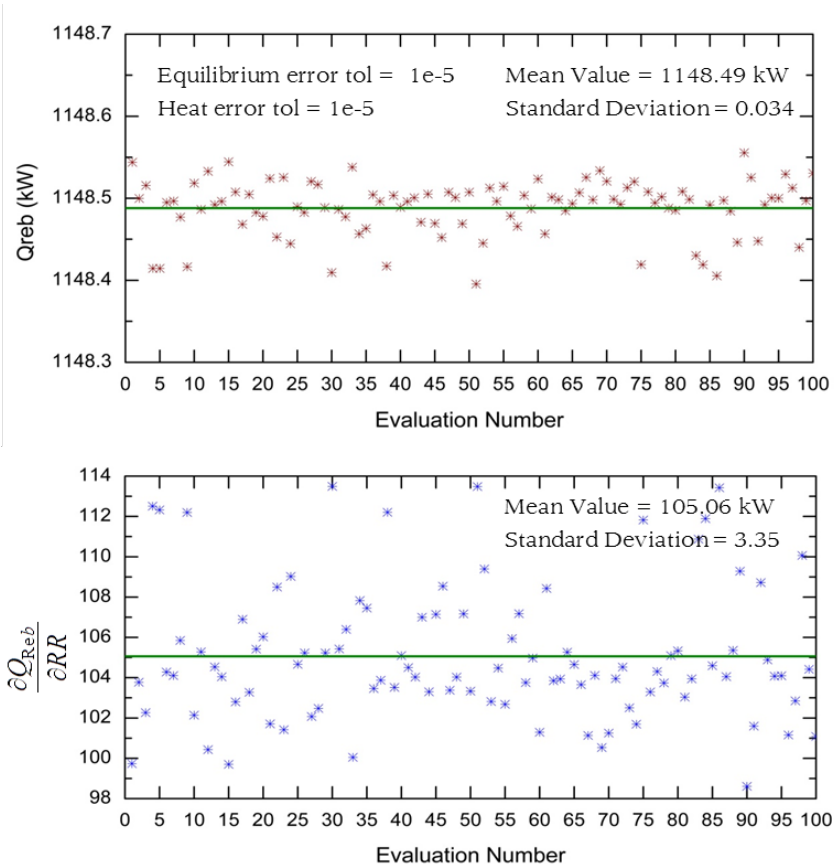 1148.7
1148.6
1148.5
1148.4
1148.3
Qreb (kW)
Equilibrium error tol = 1e-5 Mean Value = 1148.49 kW
Heat error tol = 1e-5 Standard Deviation = 0.034
0 5 10 15 20 25 30 35 40 45 50 55 60 65 70 75 80 85 90 95 100
Evaluation Number
114
112
110
108
106
104
102
100
98
∂Q_Reb
∂RR
Mean Value = 105.06 kW
Standard Deviation = 3.35
0 5 10 15 20 25 30 35 40 45 50 55 60 65 70 75 80 85 90 95 100
Evaluation Number